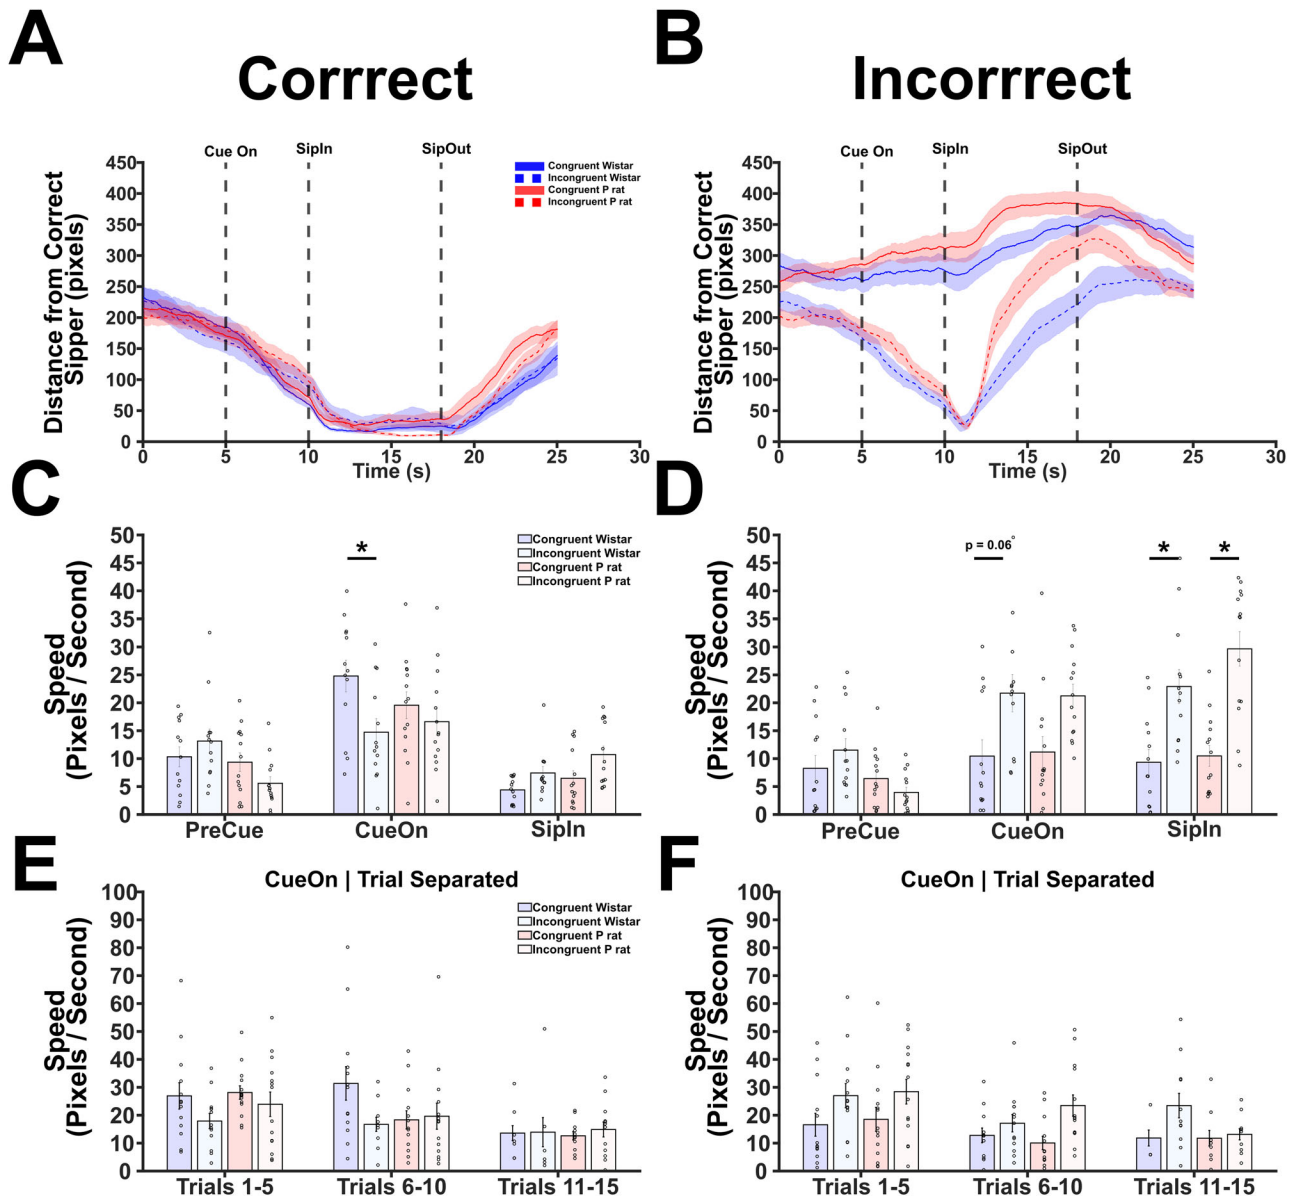 A
Corrrect
B
Incorrrect
Cue On
SipIn
SipOut
Congruent Wistar
Incongruent Wistar
Congruent P rat
Incongruent P rat
450
400
350
300
250
200
150
100
50
0
Distance from Correct
Sipper (pixels)
0 5 10 15 20 25 30
Time (s)
Cue On
SipIn
SipOut
450
400
350
300
250
200
150
100
50
0
Distance from Correct
Sipper (pixels)
0 5 10 15 20 25 30
Time (s)
C
50
45
40
35
30
25
20
15
10
5
0
Speed
(Pixels / Second)
*
Congruent Wistar
Incongruent Wistar
Congruent P rat
Incongruent P rat
PreCue CueOn SipIn
D
50
45
40
35
30
25
20
15
10
5
0
Speed
(Pixels / Second)
p = 0.06
* *
PreCue CueOn SipIn
E
CueOn | Trial Separated
100
90
80
70
60
50
40
30
20
10
0
Speed
(Pixels / Second)
Congruent Wistar
Incongruent Wistar
Congruent P rat
Incongruent P rat
Trials 1-5 Trials 6-10 Trials 11-15
F
CueOn | Trial Separated
100
90
80
70
60
50
40
30
20
10
0
Speed
(Pixels / Second)
Trials 1-5 Trials 6-10 Trials 11-15